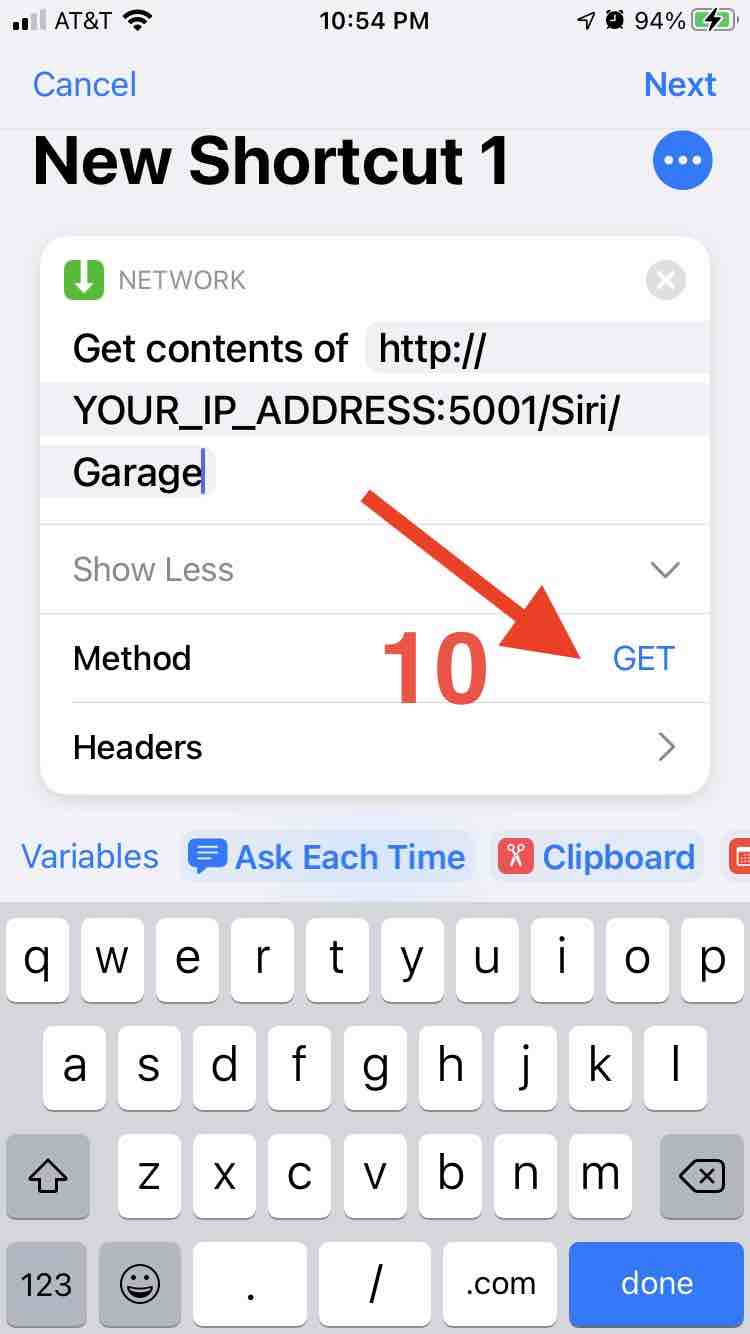 AT&T 10:54 PM 94%
Cancel Next
New Shortcut 1
NETWORK
Get contents of http://
YOUR_IP_ADDRESS:5001/Siri/
Garage
Show Less
Method 10 GET
Headers
Variables Ask Each Time Clipboard
q w e r t y u i o p
a s d f g h j k l
z x c v b n m
123 . / .com done